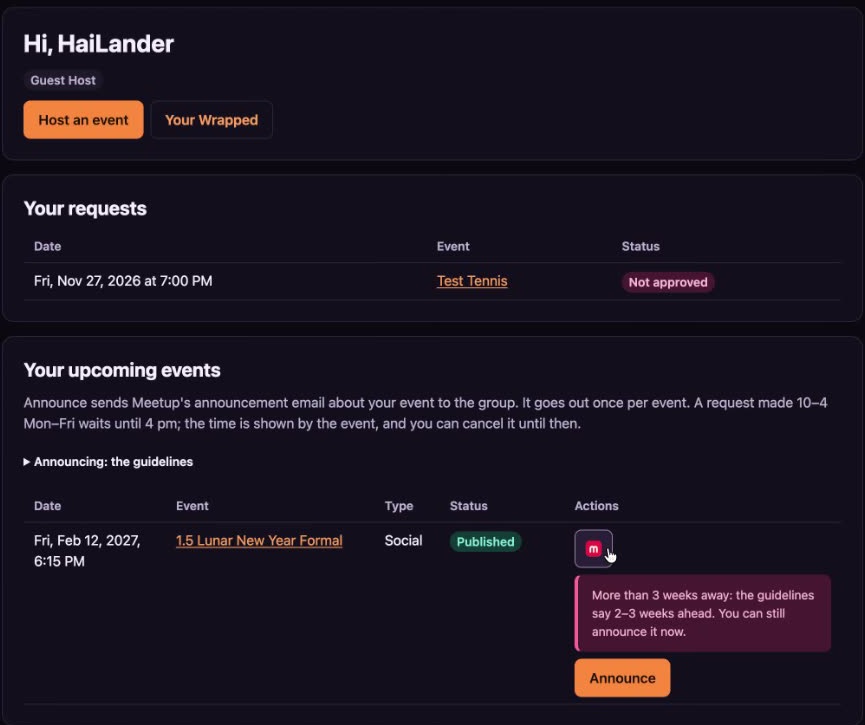 Hi, HaiLander
Guest Host
Host an event
Your Wrapped
Your requests
Date Event Status
Fri, Nov 27, 2026 at 7:00 PM Test Tennis Not approved
Your upcoming events
Announce sends Meetup's announcement email about your event to the group. It goes out once per event. A request made 10–4
Mon–Fri waits until 4 pm; the time is shown by the event, and you can cancel it until then.
Announcing: the guidelines
Date Event Type Status Actions
Fri, Feb 12, 2027, 1.5 Lunar New Year Formal Social Published m
6:15 PM
More than 3 weeks away: the guidelines
say 2–3 weeks ahead. You can still
announce it now.
Announce